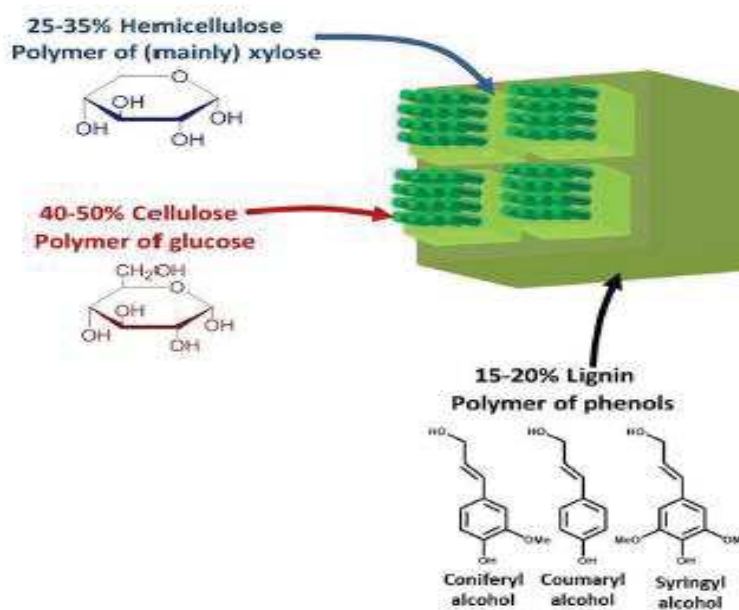 25-35% Hemicellulose
Polymer of (mainly) xylose
O
OH
OH
OH
OH
40-50% Cellulose
Polymer of glucose
CH2OH
O
OH
OH
OH
OH
15-20% Lignin
Polymer of phenols
HO
HO
HO
OMe
MeO
OM
OH
OH
OH
Coniferyl
alcohol
Coumaryl
alcohol
Syringyl
alcohol